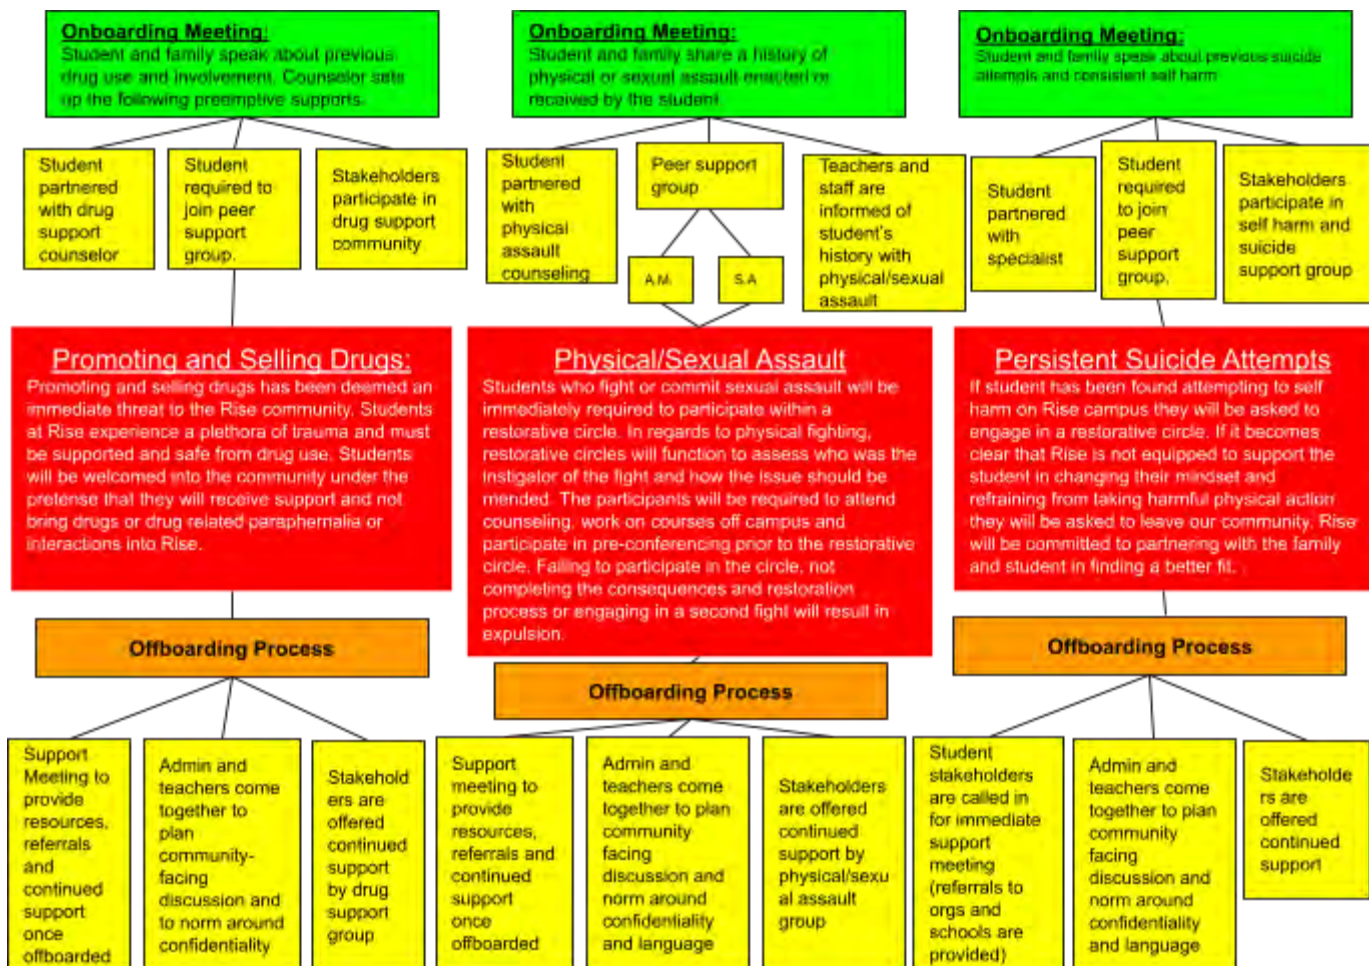 Onboarding Meeting:
Student and family speak about previous
drug use and involvement. Counselor sets
up the following preemptive supports.
Onboarding Meeting:
Student and family share a history of
physical or sexual assault enacted or
received by the student.
Onboarding Meeting:
Student and family speak about previous suicide
attempts and consistent self harm
Student
partnered
with drug
support
counselor
Student
required to
join peer
support
group.
Stakeholders
participate in
drug support
community
Student
partnered
with
physical
assault
counseling
Peer support
group
A.M.
S.A
Teachers and
staff are
informed of
student's
history with
physical/sexual
assault
Student
partnered
with
specialist
Student
required
to join
peer
support
group.
Stakeholders
participate in
self harm and
suicide
support group
Promoting and Selling Drugs:
Promoting and selling drugs has been deemed an
immediate threat to the Rise community. Students
at Rise experience a plethora of trauma and must
be supported and safe from drug use. Students
will be welcomed into the community under the
pretense that they will receive support and not
bring drugs or drug related paraphernalia or
interactions into Rise.
Physical/Sexual Assault
Students who fight or commit sexual assault will be
immediately required to participate within a
restorative circle. In regards to physical fighting,
restorative circles will function to assess who was the
instigator of the fight and how the issue should be
mended. The participants will be required to attend
counseling, work on courses off campus and
participate in pre-conferencing prior to the restorative
circle. Failing to participate in the circle, not
completing the consequences and restoration
process or engaging in a second fight will result in
expulsion.
Persistent Suicide Attempts
If student has been found attempting to self
harm on Rise campus they will be asked to
engage in a restorative circle. If it becomes
clear that Rise is not equipped to support the
student in changing their mindset and
refraining from taking harmful physical action
they will be asked to leave our community. Rise
will be committed to partnering with the family
and student in finding a better fit.
Offboarding Process
Offboarding Process
Offboarding Process
Support
Meeting to
provide
resources,
referrals
and
continued
support
once
offboarded
Admin and
teachers come
together to
plan
community-
facing
discussion and
to norm around
confidentiality
Stakehold
ers are
offered
continued
support
by drug
support
group
Support
meeting to
provide
resources,
referrals and
continued
support
once
offboarded
Admin and
teachers come
together to plan
community
facing
discussion and
norm around
confidentiality
and language
Stakeholders
are offered
continued
support by
physical/sexu
al assault
group
Student
stakeholders
are called in
for immediate
support
meeting
(referrals to
orgs and
schools are
provided)
Admin and
teachers come
together to plan
community
facing
discussion and
norm around
confidentiality
and language
Stakeholde
rs are
offered
continued
support